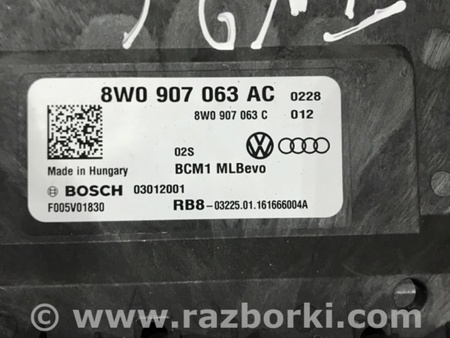 8W0 907 063 AC 0228
8W0 907 063 C 012
02S
Made in Hungary BCM1 MLBevo
BOSCH 03012001
F005V01830 RB8-03225.01.161666004A
© www.razborki.com